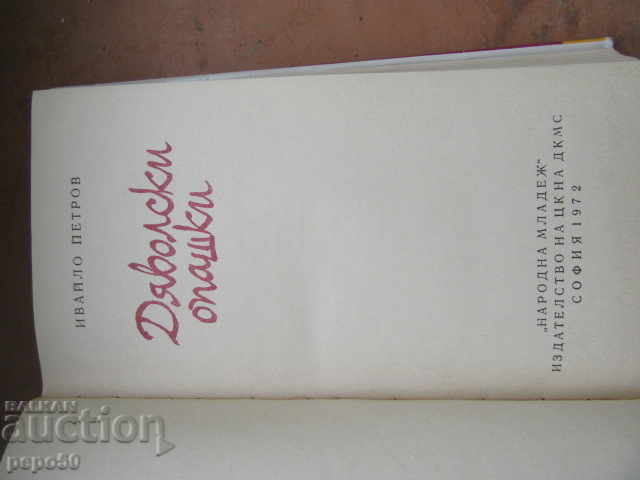 ИВАЙЛО ПЕТРОВ
Дяволски
опашки
„НАРОДНА МЛАДЕЖ“
ИЗДАТЕЛСТВО НА ЦК НА ДКМС
СОФИЯ 1972
BALKAN
auction
pepo50